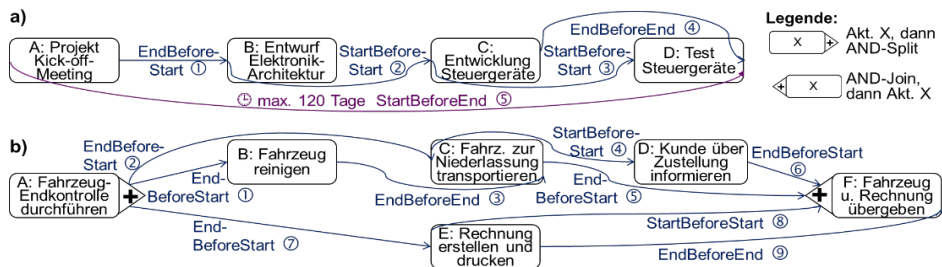 a)
A: Projekt
Kick-off-
Meeting
EndBefore-
Start ①
B: Entwurf
Elektronik-
Architektur
StartBefore-
Start ②
C:
Entwicklung
Steuergeräte
StartBefore-
Start ③
EndBeforeEnd ④
D: Test
Steuergeräte
max. 120 Tage StartBeforeEnd ⑤
Legende:
X
+
Akt. X, dann
AND-Split
+
X
AND-Join,
dann Akt. X
b)
EndBefore-
Start ②
A: Fahrzeug-
Endkontrolle
durchführen
+
B: Fahrzeug
reinigen
End-
BeforeStart ①
C: Fahrz. zur
Niederlassung
transportieren
EndBeforeEnd ③
StartBefore-
Start ④
D: Kunde über
Zustellung
informieren
End-
BeforeStart ⑤
EndBeforeStart
⑥
+
F: Fahrzeug
u. Rechnung
übergeben
End-
BeforeStart ⑦
E: Rechnung
erstellen und
drucken
StartBeforeStart ⑧
EndBeforeEnd ⑨